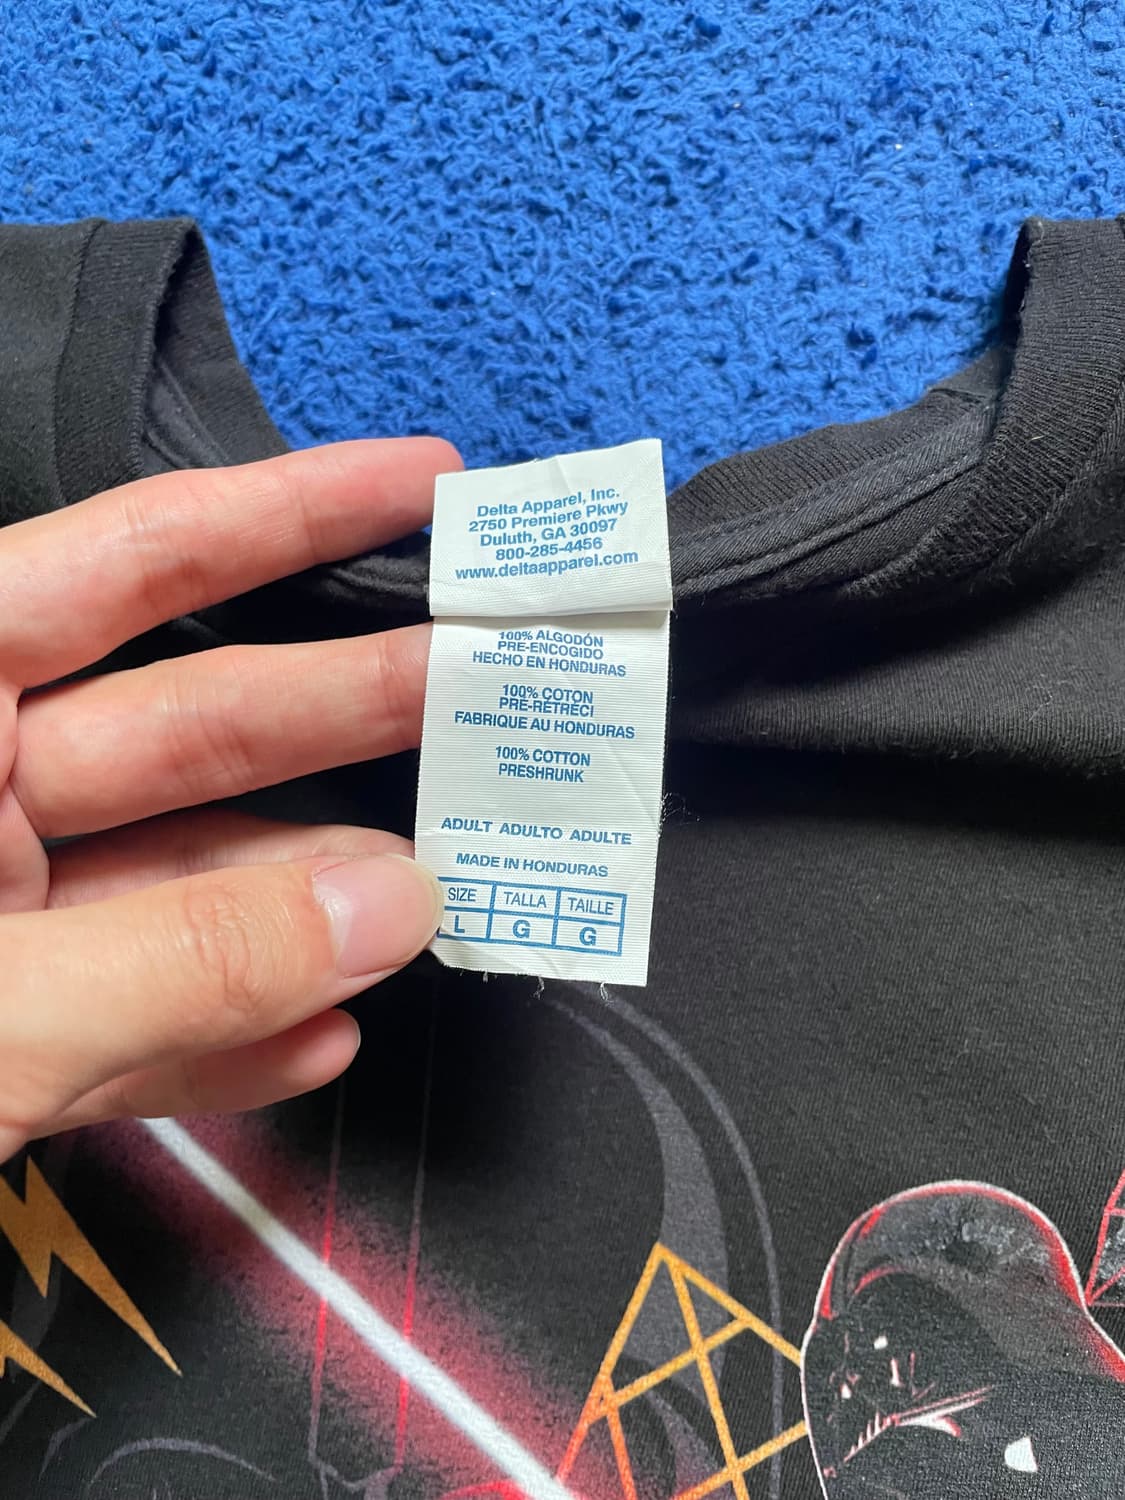 Delta Apparel, Inc.
2750 Premiere Pkwy
Duluth, GA 30097
800-285-4456
www.deltaapparel.com
100% ALGODÓN
PRE-ENCOGIDO
HECHO EN HONDURAS
100% COTON
PRÉ-RÉTRÉCI
FABRIQUE AU HONDURAS
100% COTTON
PRESHRUNK
ADULT ADULTO ADULTE
MADE IN HONDURAS
SIZE TALLA TAILLE
L G G